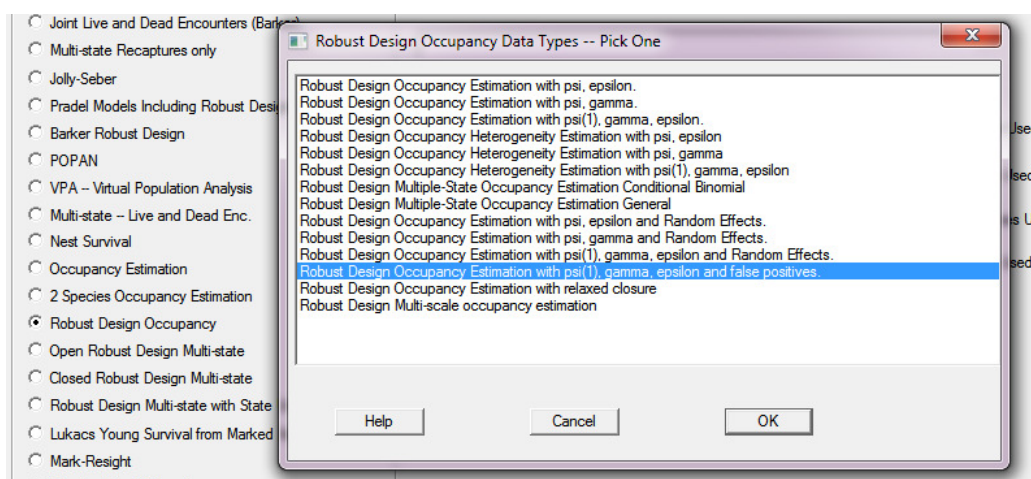 Joint Live and Dead Encounters
Multi-state Recaptures only
Jolly-Seber
Pradel Models Including Robust
Barker Robust Design
POPAN
VPA -- Virtual Population Analysis
Multi-state -- Live and Dead Enc.
Nest Survival
Occupancy Estimation
2 Species Occupancy Estimation
Robust Design Occupancy
Open Robust Design Multi-state
Closed Robust Design Multi-state
Robust Design Multi-state with State
Lukacs Young Survival from Marked
Mark-Resight
Robust Design Occupancy Data Types -- Pick One
Robust Design Occupancy Estimation with psi, epsilon.
Robust Design Occupancy Estimation with psi, gamma.
Robust Design Occupancy Estimation with psi(1), gamma, epsilon.
Robust Design Occupancy Heterogeneity Estimation with psi, epsilon
Robust Design Occupancy Heterogeneity Estimation with psi, gamma
Robust Design Occupancy Heterogeneity Estimation with psi(1), gamma, epsilon
Robust Design Multiple-State Occupancy Estimation Conditional Binomial
Robust Design Multiple-State Occupancy Estimation General
Robust Design Occupancy Estimation with psi, epsilon and Random Effects.
Robust Design Occupancy Estimation with psi, gamma and Random Effects.
Robust Design Occupancy Estimation with psi(1), gamma, epsilon and Random Effects.
Robust Design Occupancy Estimation with psi(1), gamma, epsilon and false positives.
Robust Design Occupancy Estimation with relaxed closure
Robust Design Multi-scale occupancy estimation
Help
Cancel
OK